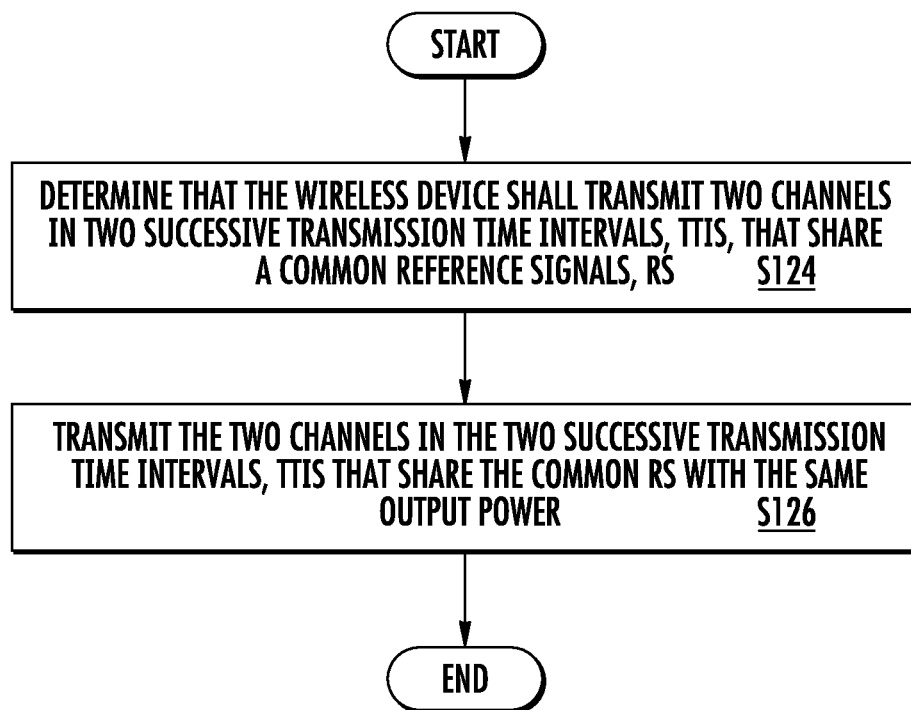 START
DETERMINE THAT THE WIRELESS DEVICE SHALL TRANSMIT TWO CHANNELS
IN TWO SUCCESSIVE TRANSMISSION TIME INTERVALS, TTIS, THAT SHARE
A COMMON REFERENCE SIGNALS, RS S124
TRANSMIT THE TWO CHANNELS IN THE TWO SUCCESSIVE TRANSMISSION
TIME INTERVALS, TTIS THAT SHARE THE COMMON RS WITH THE SAME
OUTPUT POWER S126
END